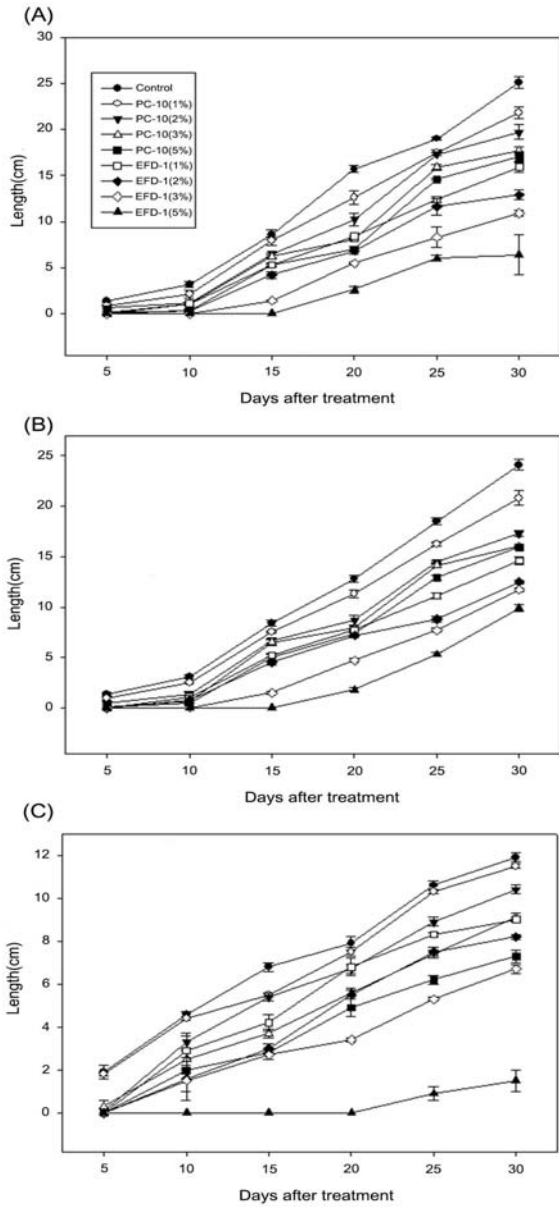 (A)
30
25
20
15
10
5
0
Length(cm)
Control
PC-10(1%)
PC-10(2%)
PC-10(3%)
PC-10(5%)
EFD-1(1%)
EFD-1(2%)
EFD-1(3%)
EFD-1(5%)
5 10 15 20 25 30
Days after treatment
(B)
25
20
15
10
5
0
Length(cm)
5 10 15 20 25 30
Days after treatment
(C)
12
10
8
6
4
2
0
Length(cm)
5 10 15 20 25 30
Days after treatment